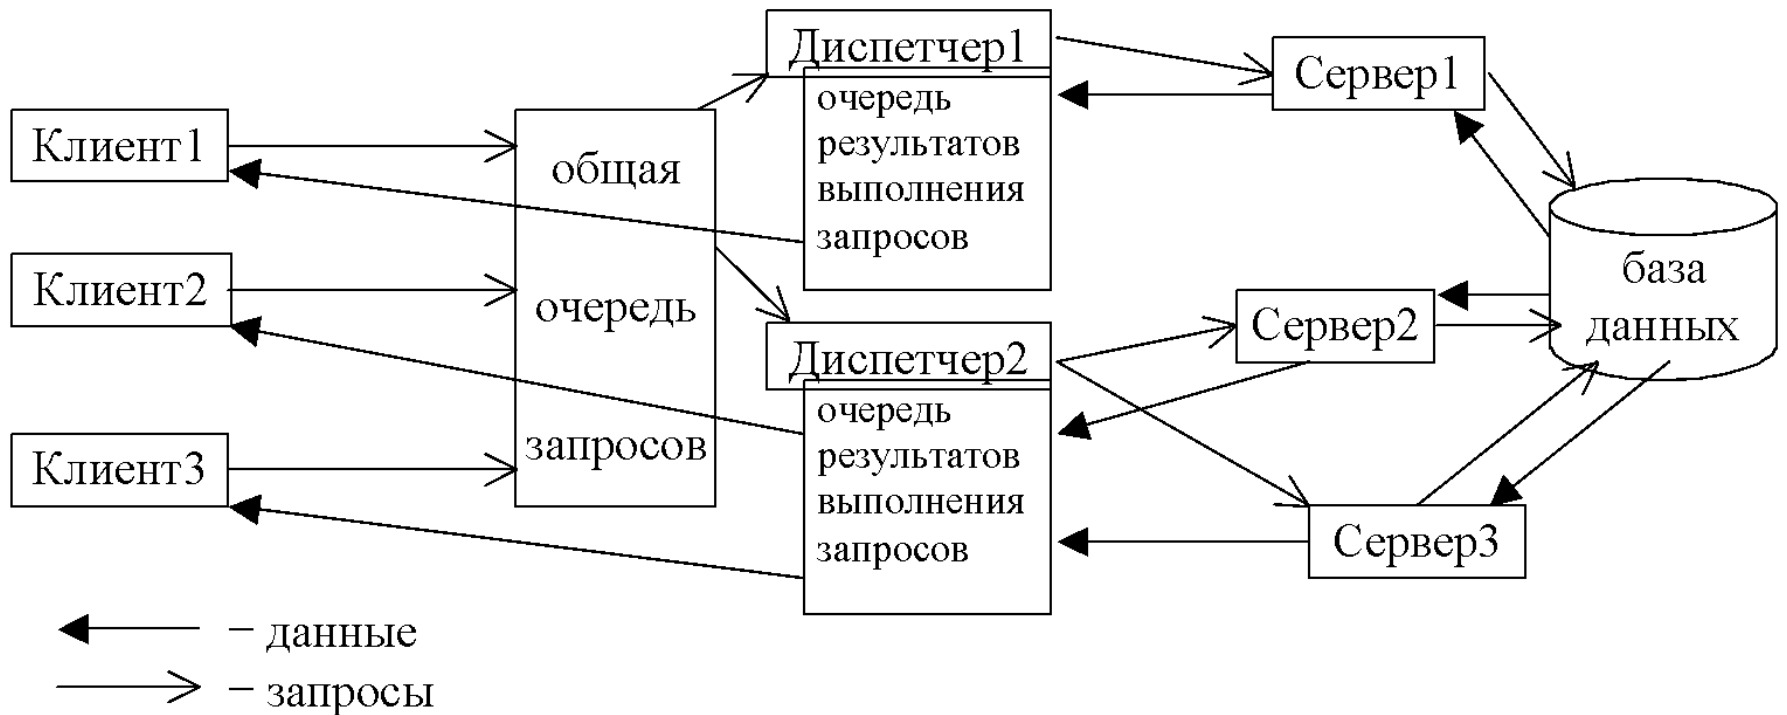 Клиент1
Клиент2
Клиент3
общая
очередь
запросов
Диспетчер1
очередь
результатов
выполнения
запросов
Диспетчер2
очередь
результатов
выполнения
запросов
Сервер1
Сервер2
Сервер3
база
данных
– данные
– запросы